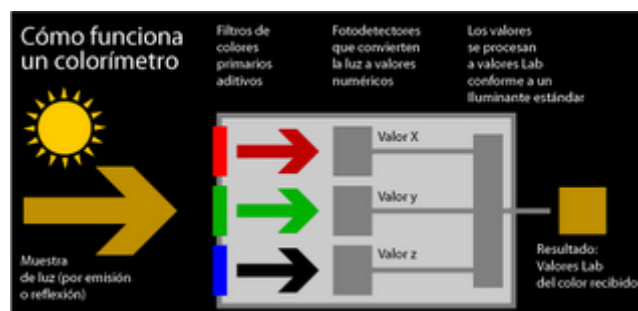 Cómo funciona
un colorímetro
Filtros de
colores
primarios
aditivos
Fotodetectores
que convierten
la luz a valores
numéricos
Los valores
se procesan
a valores Lab
conforme a un
Iluminante estándar
Valor X
Valor y
Valor z
Muestra
de luz (por emisión
o reflexión)
Resultado:
Valores Lab
del color recibido